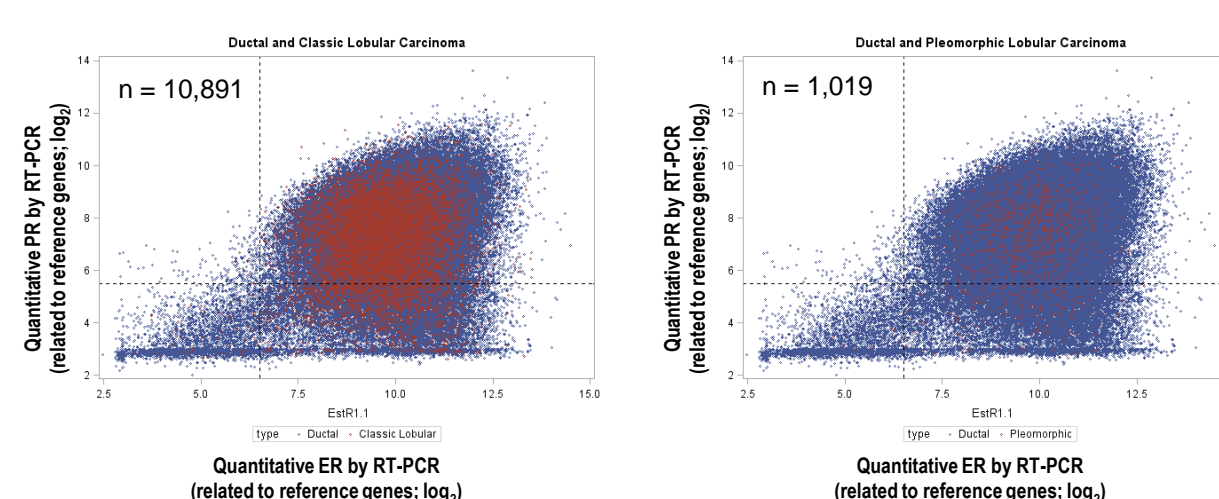 Ductal and Classic Lobular Carcinoma
n = 10,891
Quantitative PR by RT-PCR
(related to reference genes; log2)
14
12
10
8
6
4
2
2.5 5.0 7.5 10.0 12.5 15.0
EstR1.1
type Ductal Classic Lobular
Quantitative ER by RT-PCR
(related to reference genes; log2)
Ductal and Pleomorphic Lobular Carcinoma
n = 1,019
Quantitative PR by RT-PCR
(related to reference genes; log2)
14
12
10
8
6
4
2
2.5 5.0 7.5 10.0 12.5
EstR1.1
type Ductal Pleomorphic
Quantitative ER by RT-PCR
(related to reference genes; log2)